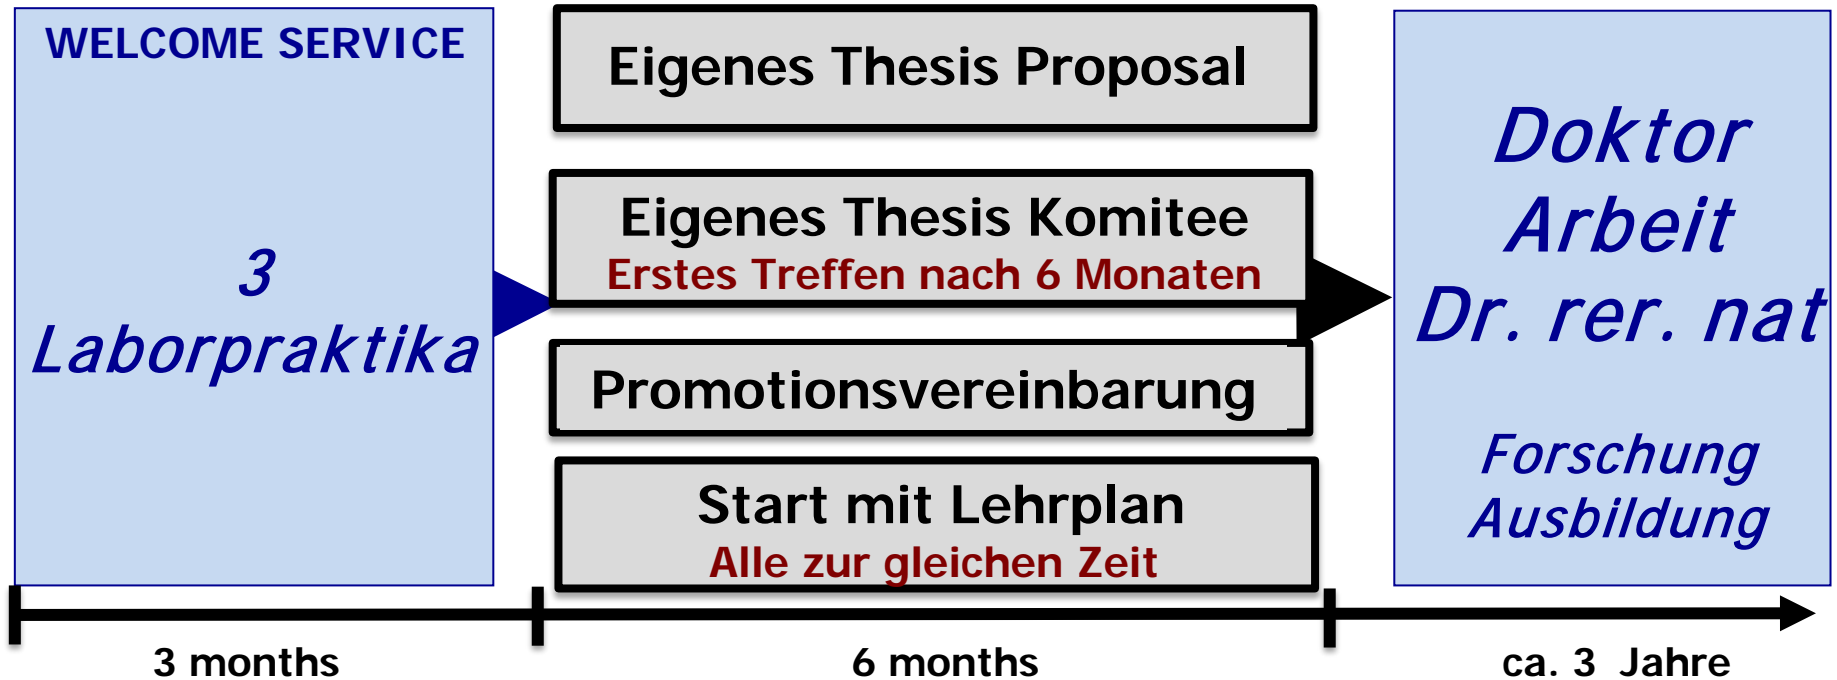 WELCOME SERVICE
3
Laborpraktika
Eigenes Thesis Proposal
Eigenes Thesis Komitee
Erstes Treffen nach 6 Monaten
Promotionsvereinbarung
Start mit Lehrplan
Alle zur gleichen Zeit
Doktor
Arbeit
Dr. rer. nat
Forschung
Ausbildung
3 months
6 months
ca. 3 Jahre